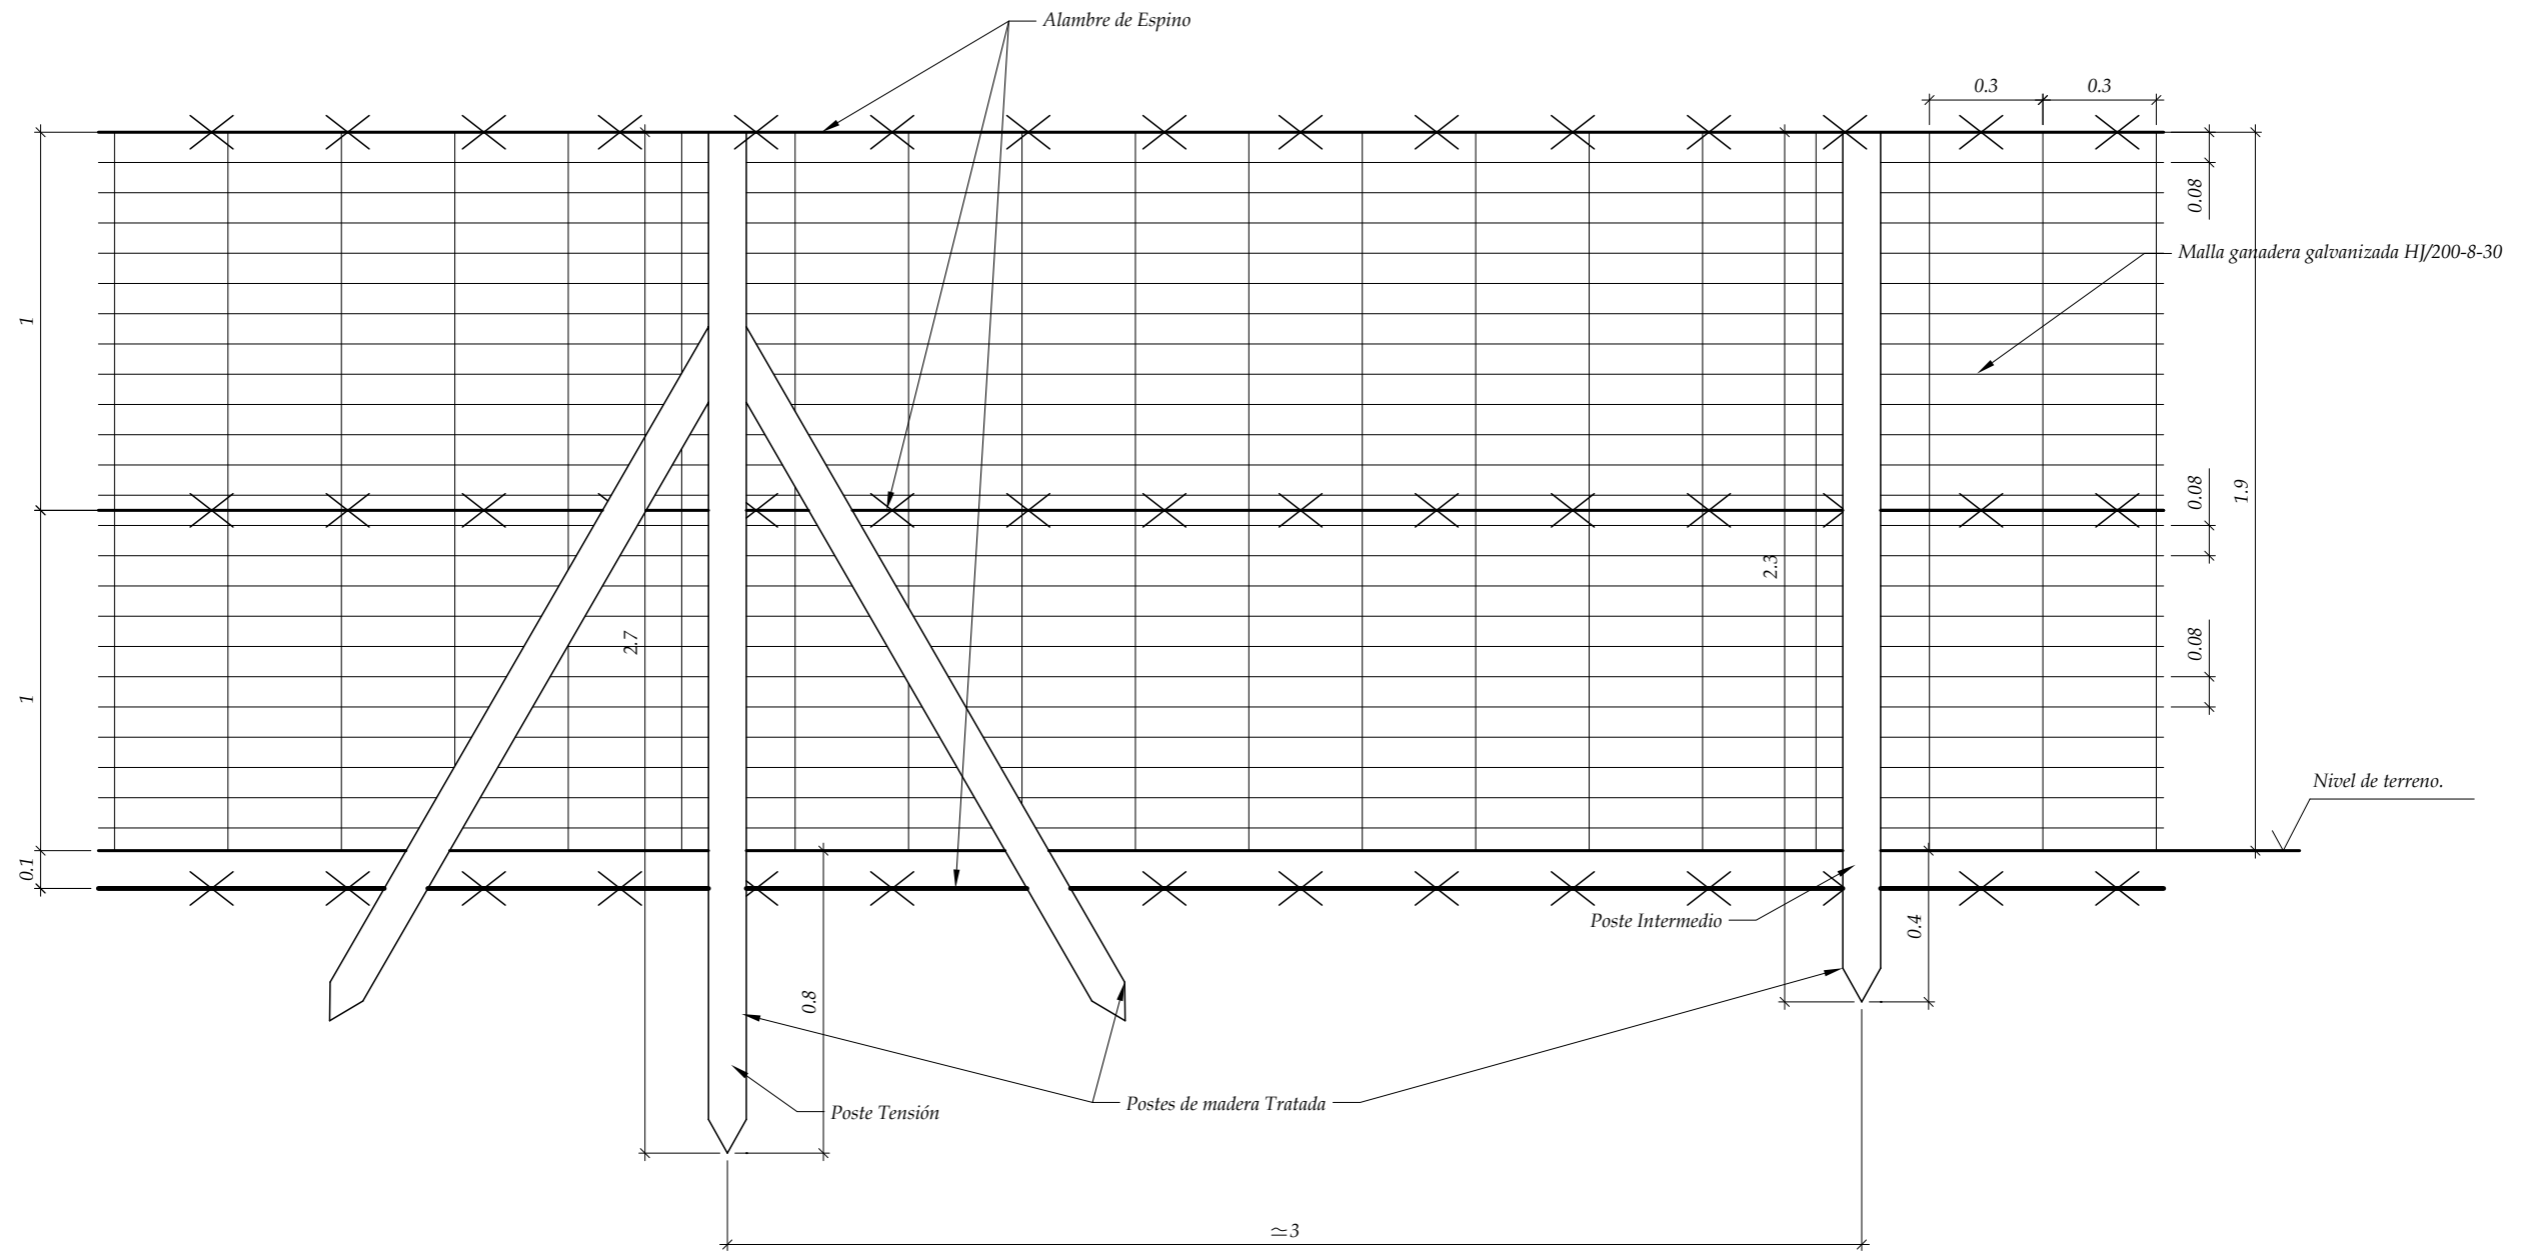 Alambre de Espino
0.3
0.3
0.08
Malla ganadera galvanizada HJ/200-8-30
1
0.08
1.9
2.3
2.7
0.08
1
Nivel de terreno.
0.1
Poste Intermedio
0.4
0.8
Postes de madera Tratada
Poste Tensión
≃3